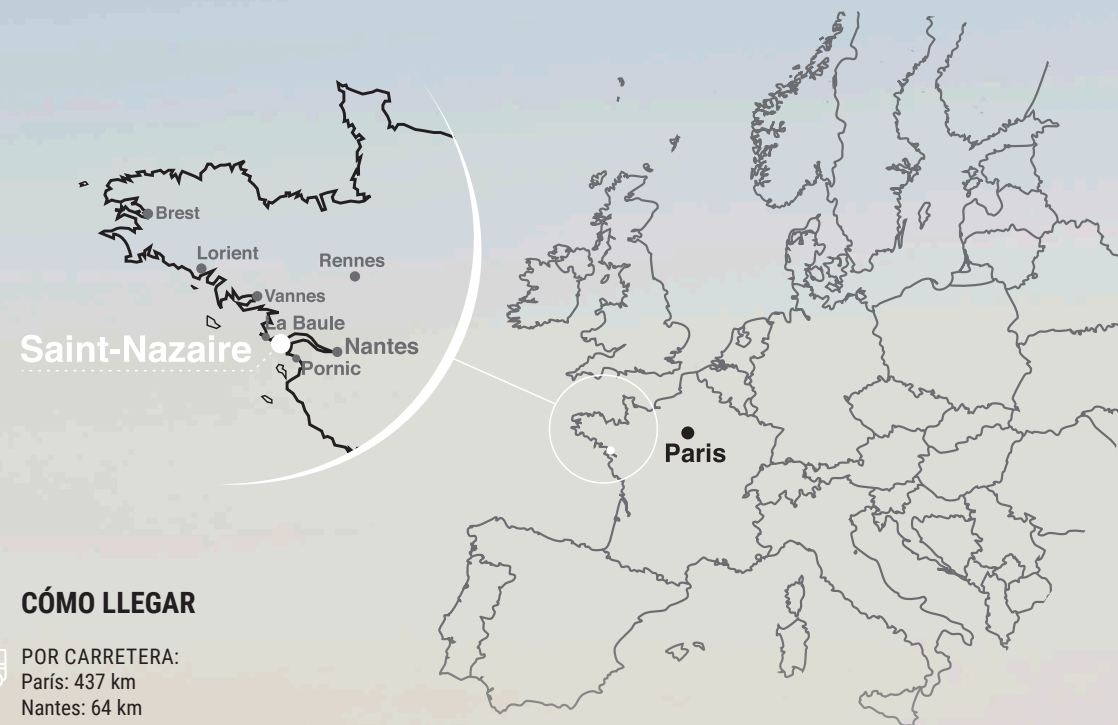 Brest
Lorient
Rennes
Vannes
La Baule
Saint-Nazaire
Nantes
Pornic
Paris
CÓMO LLEGAR
POR CARRETERA:
París: 437 km
Nantes: 64 km